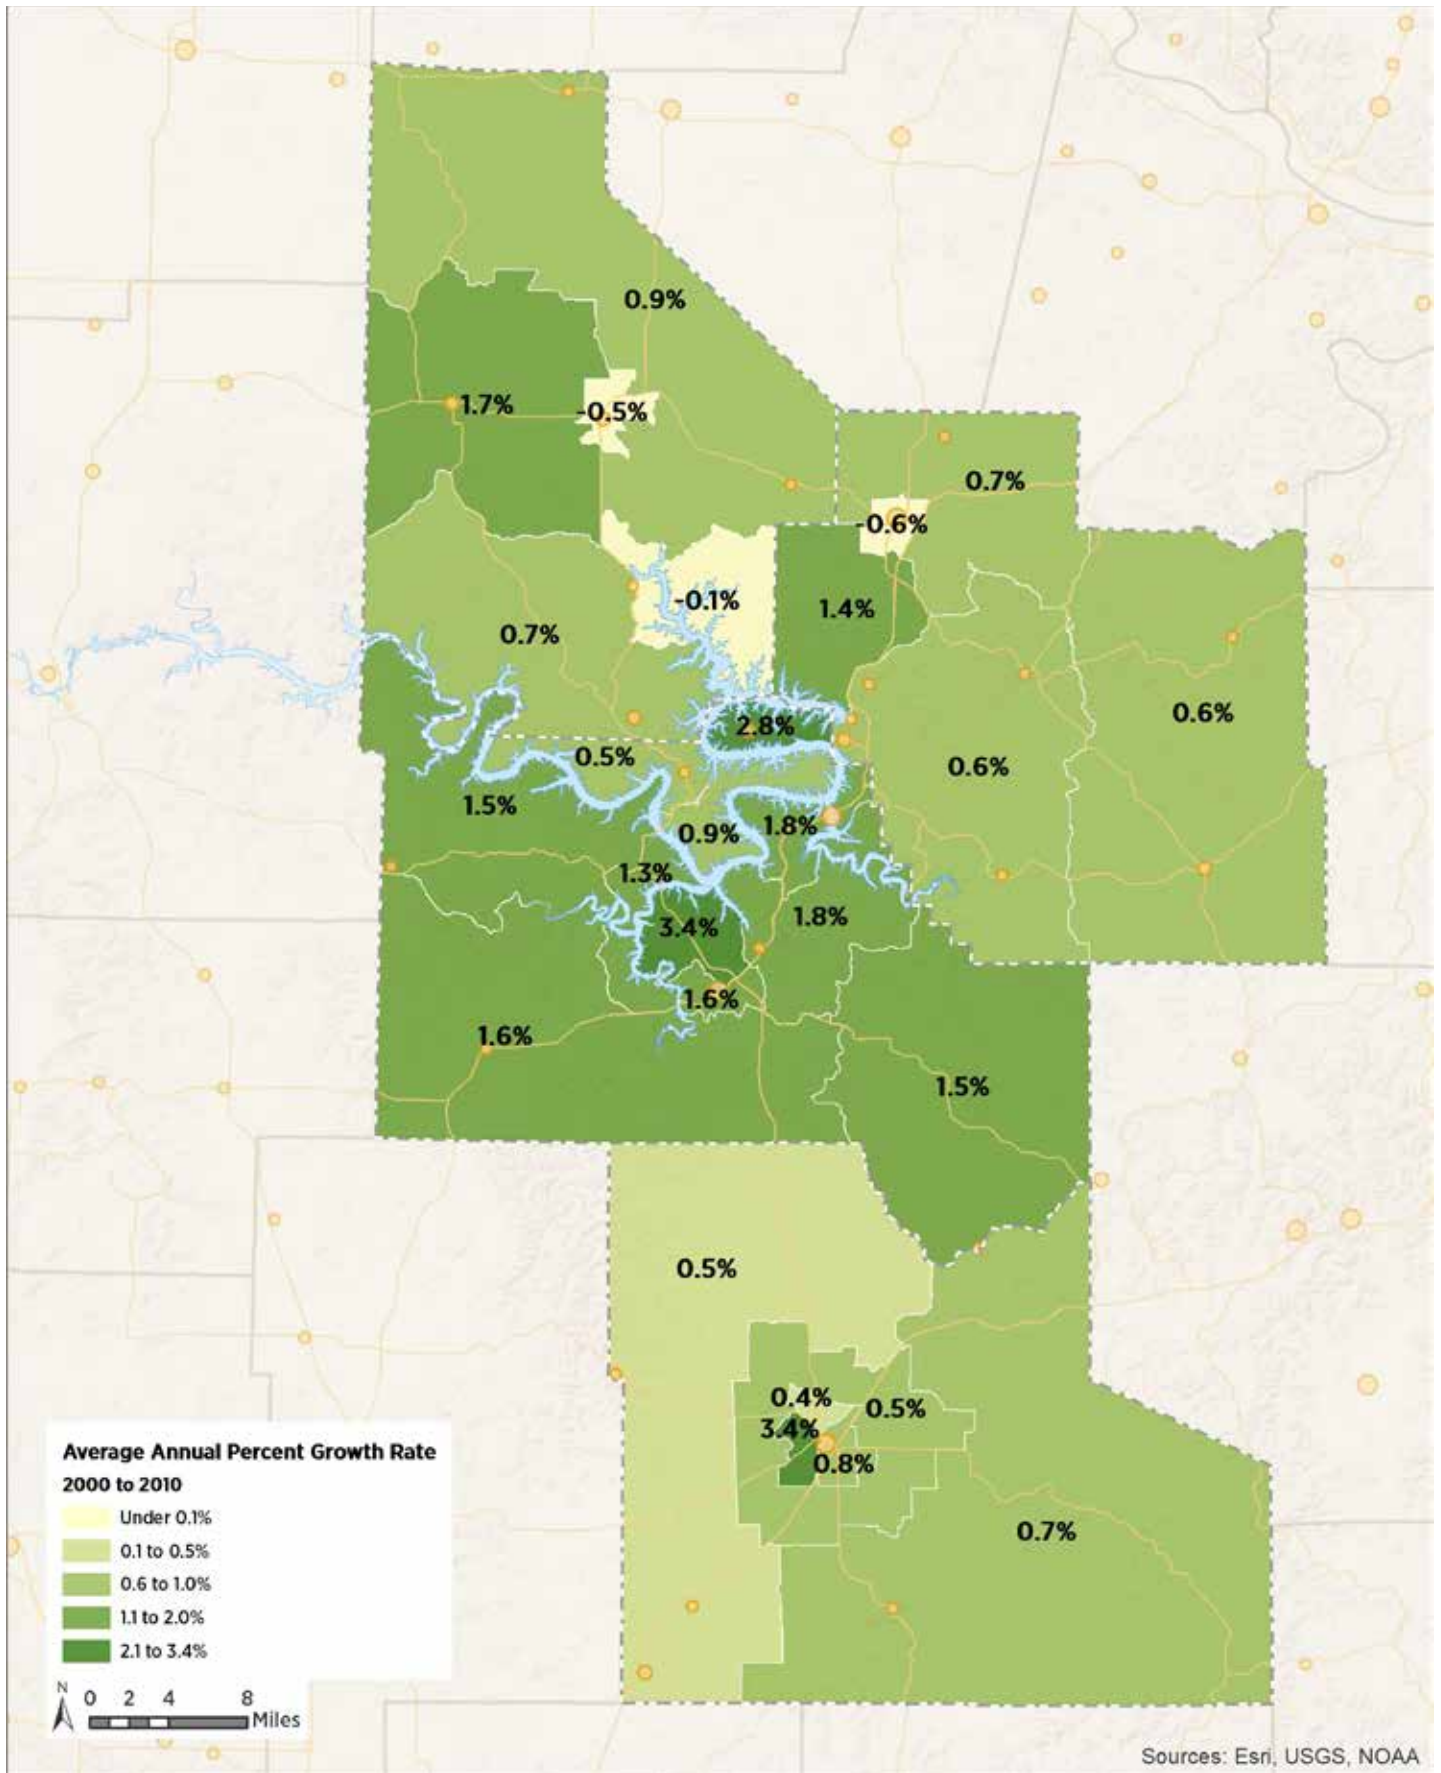 0.9%
1.7%
-0.5%
0.7%
-0.6%
-0.1%
1.4%
0.7%
0.6%
2.8%
0.5%
0.6%
1.5%
0.9%
1.8%
1.3%
3.4%
1.8%
1.6%
1.6%
1.5%
0.5%
0.4%
0.5%
3.4%
0.8%
0.7%
Average Annual Percent Growth Rate
2000 to 2010
Under 0.1%
0.1 to 0.5%
0.6 to 1.0%
1.1 to 2.0%
2.1 to 3.4%
N
0 2 4 8
Miles
Sources: Esri, USGS, NOAA